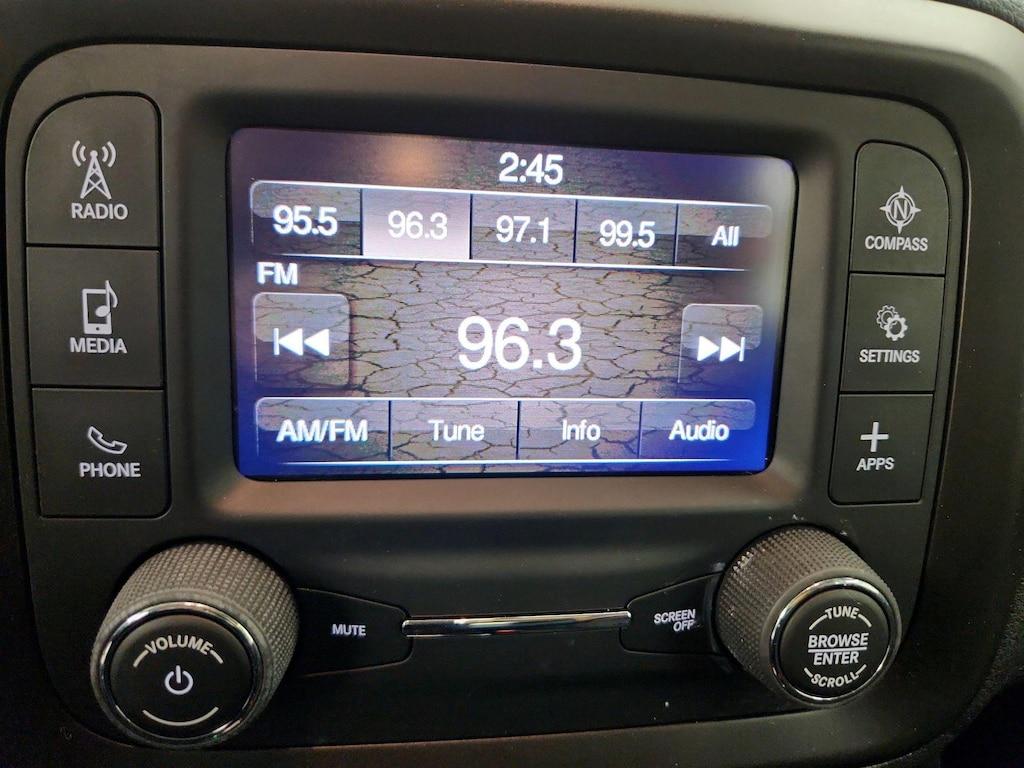 2:45
95.5 96.3 97.1 99.5 All
FM
96.3
AM/FM Tune Info Audio
RADIO
MEDIA
PHONE
N
COMPASS
SETTINGS
APPS
VOLUME
MUTE
SCREEN
OFF
TUNE
BROWSE
ENTER
SCROLL